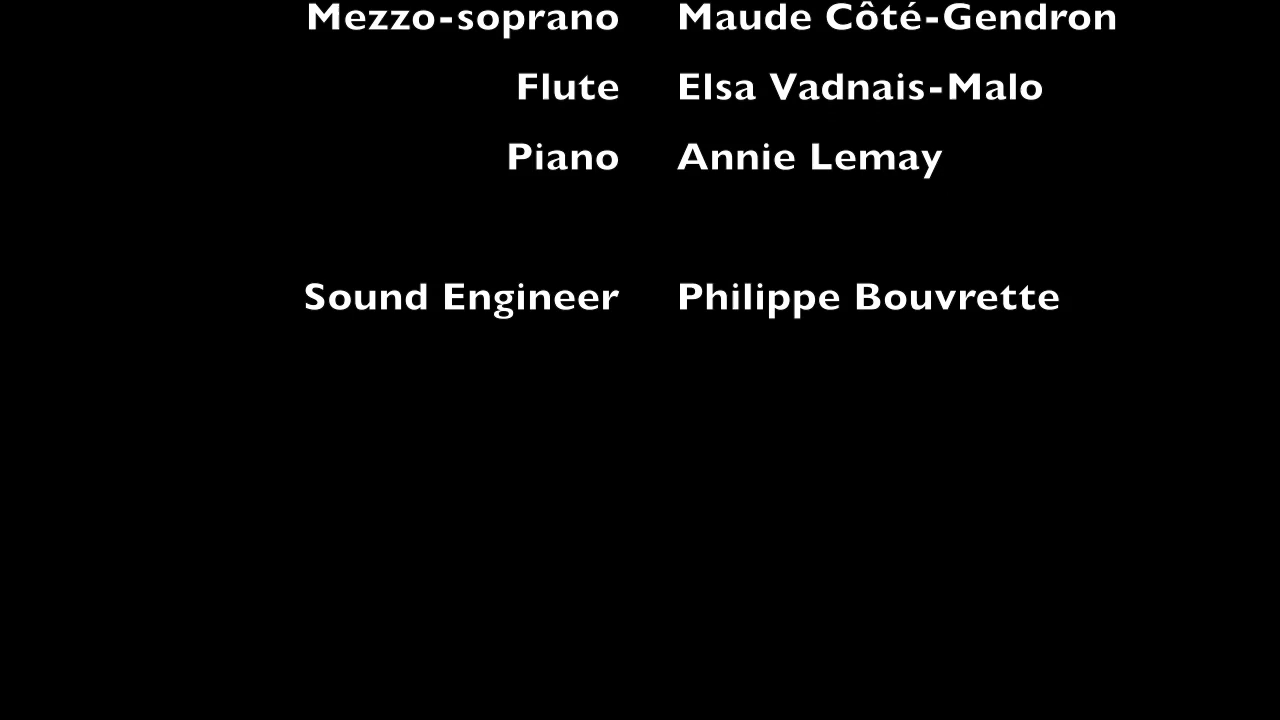 Mezzo-soprano Maude Côté-Gendron
Flute Elsa Vadnais-Malo
Piano Annie Lemay
Sound Engineer Philippe Bouvrette